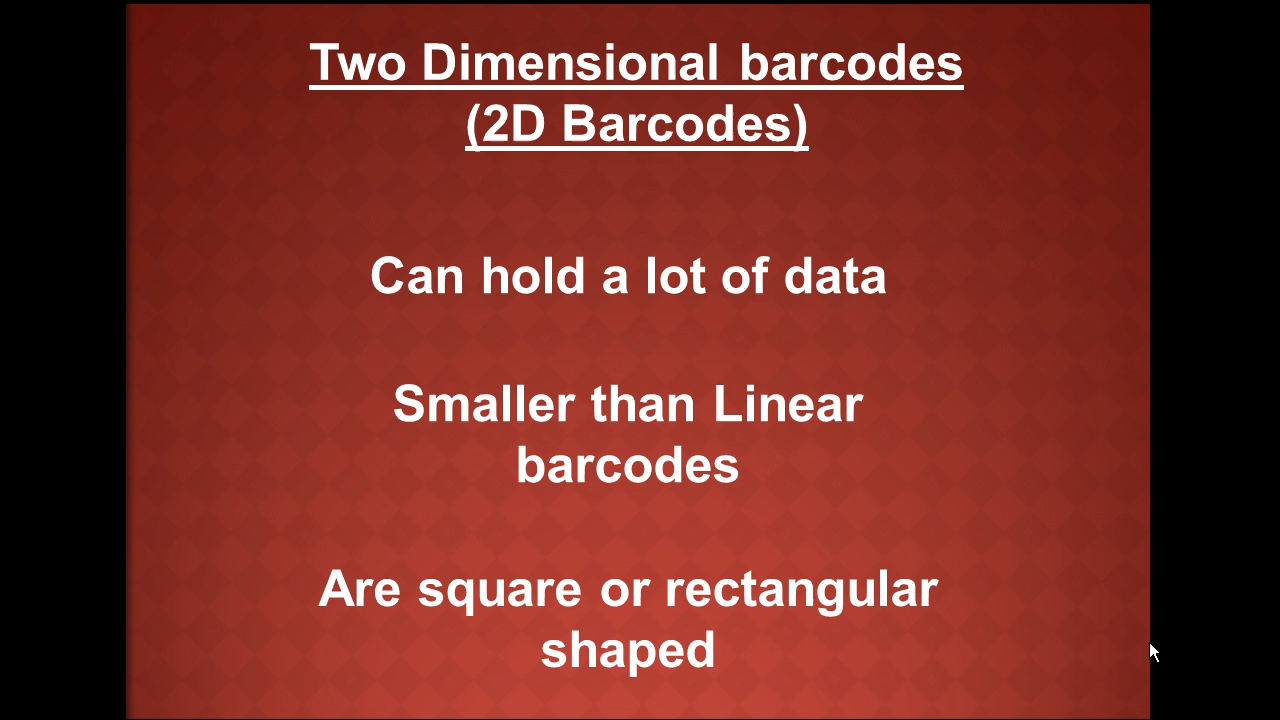 Two Dimensional barcodes
(2D Barcodes)
Can hold a lot of data
Smaller than Linear
barcodes
Are square or rectangular
shaped